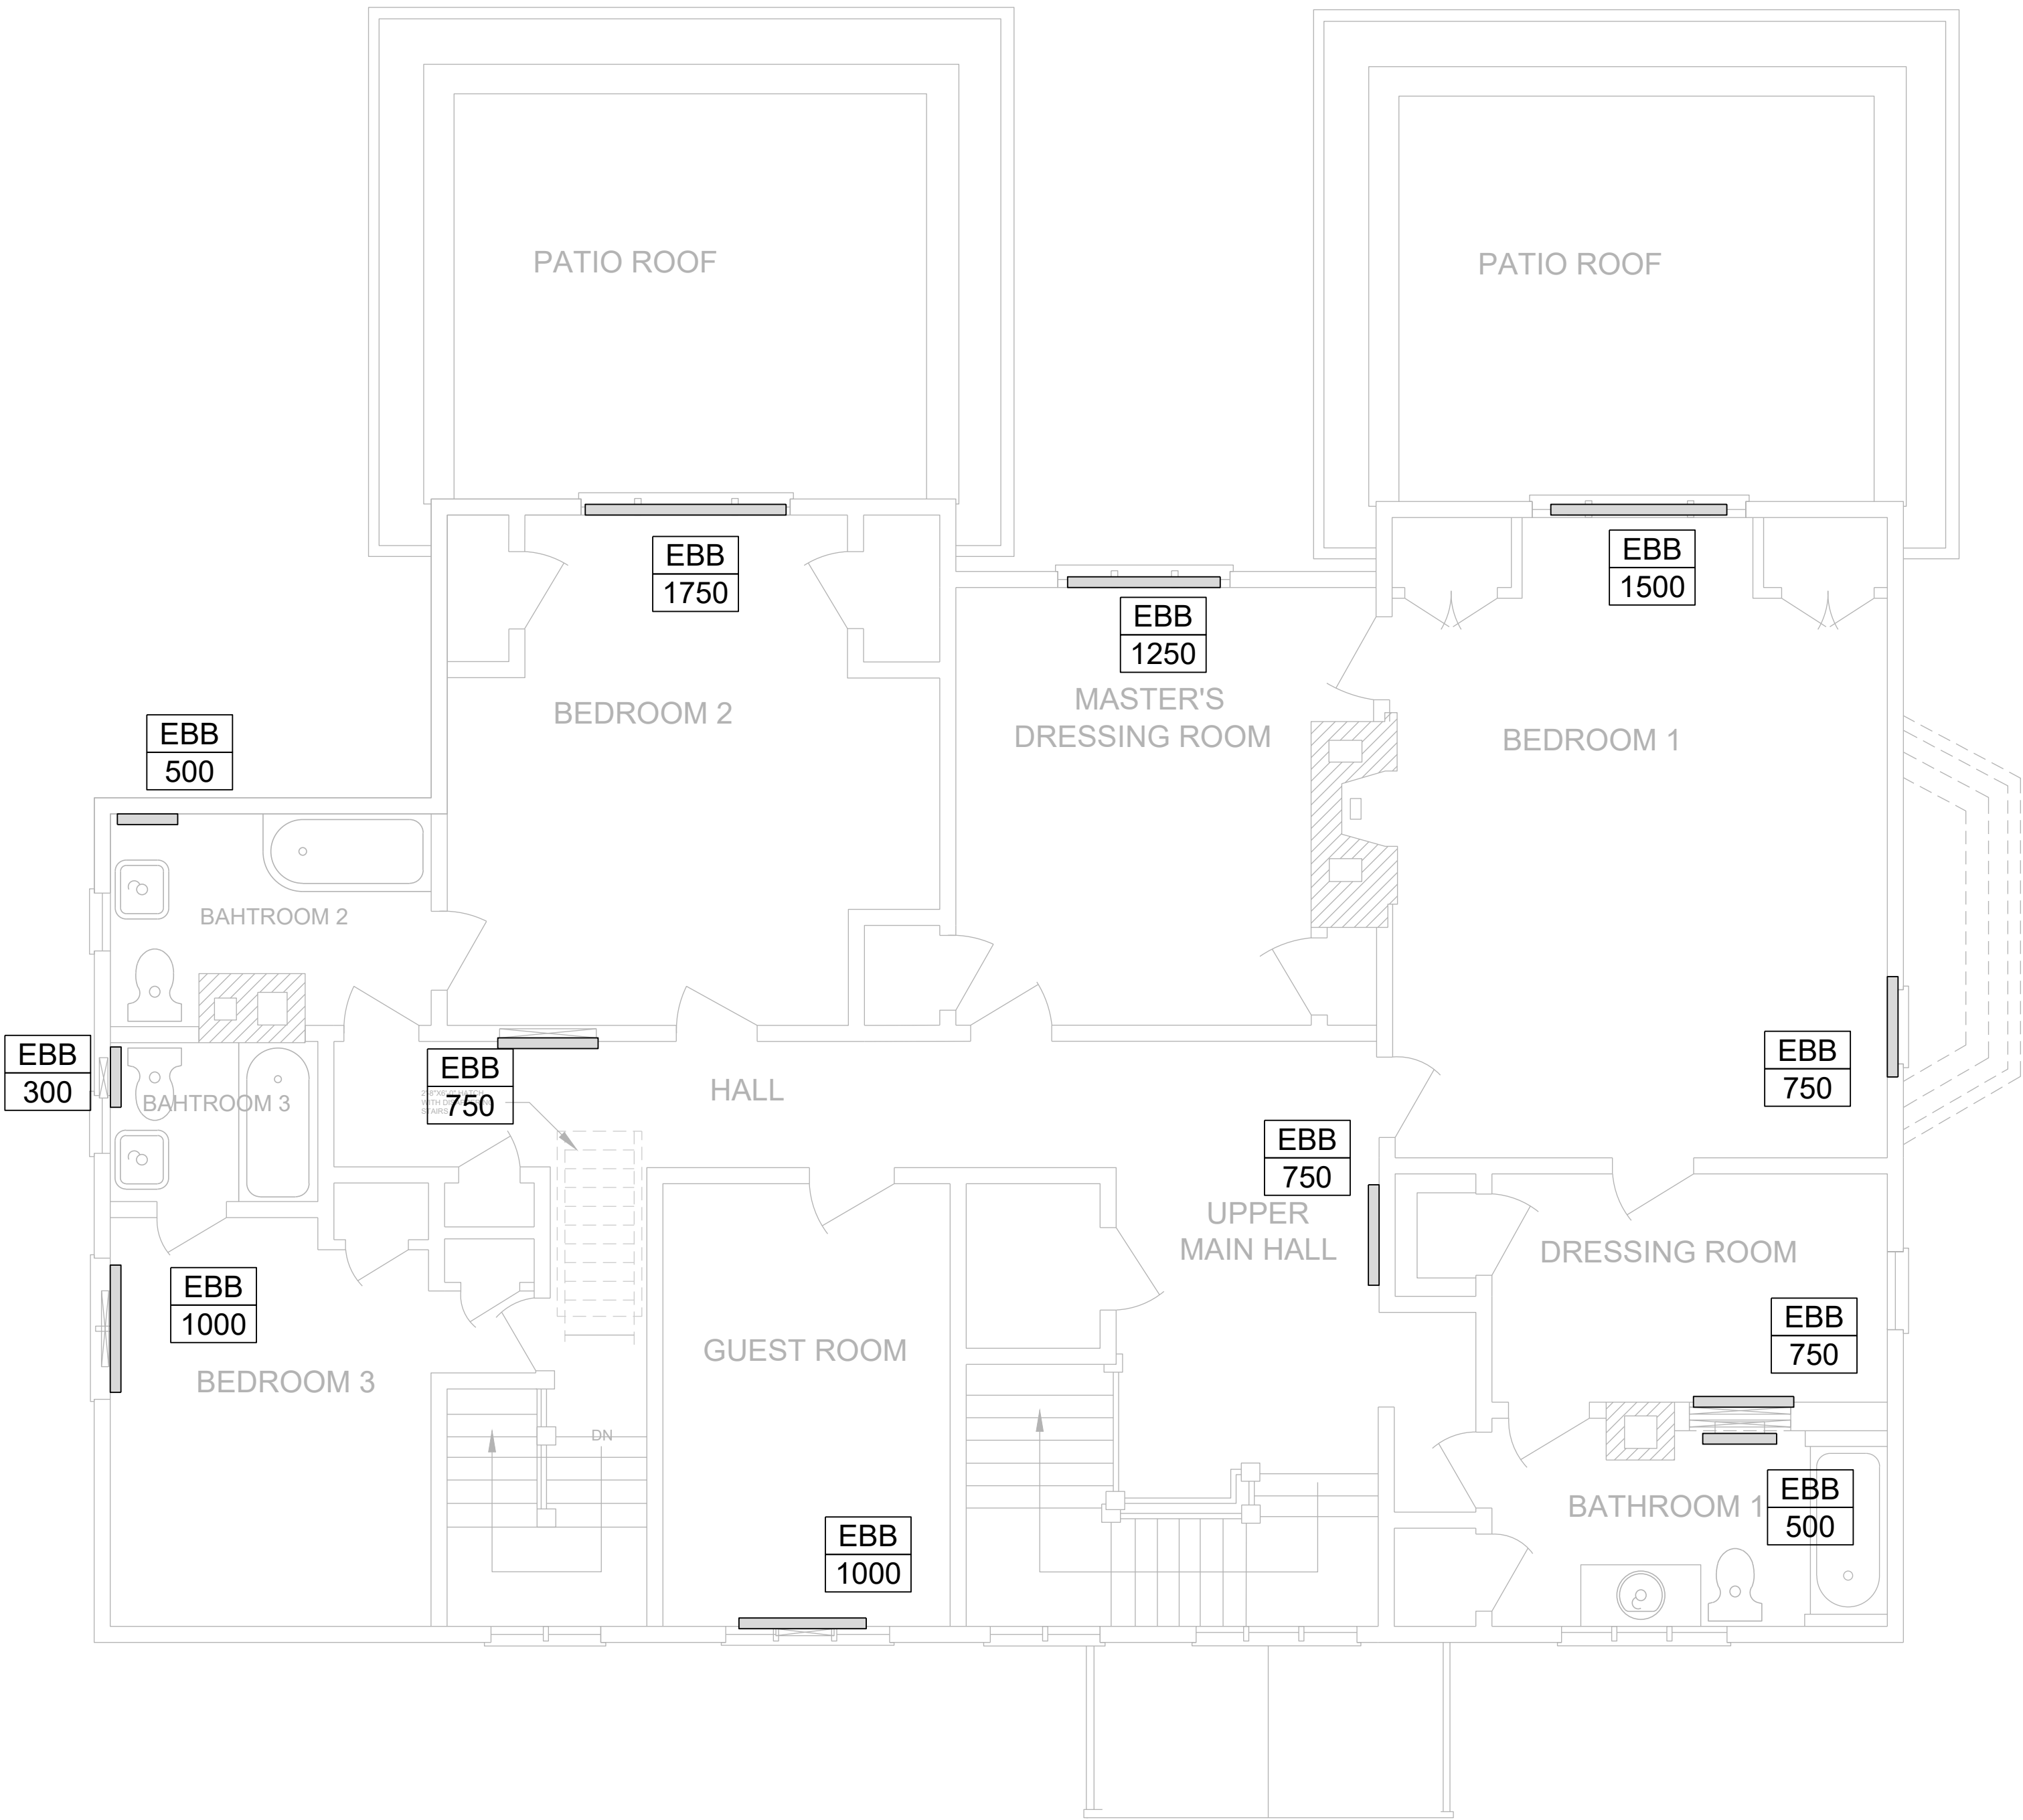 PATIO ROOF
PATIO ROOF
EBB
1750
EBB
1500
EBB
1250
MASTER'S
DRESSING ROOM
BEDROOM 2
BEDROOM 1
EBB
500
BAHTROOM 2
EBB
300
BAHTROOM 3
EBB
750
WITH
STAIRS
HALL
EBB
750
EBB
750
UPPER
MAIN HALL
DRESSING ROOM
EBB
1000
BEDROOM 3
GUEST ROOM
EBB
750
DN
EBB
1000
BATHROOM 1
EBB
500